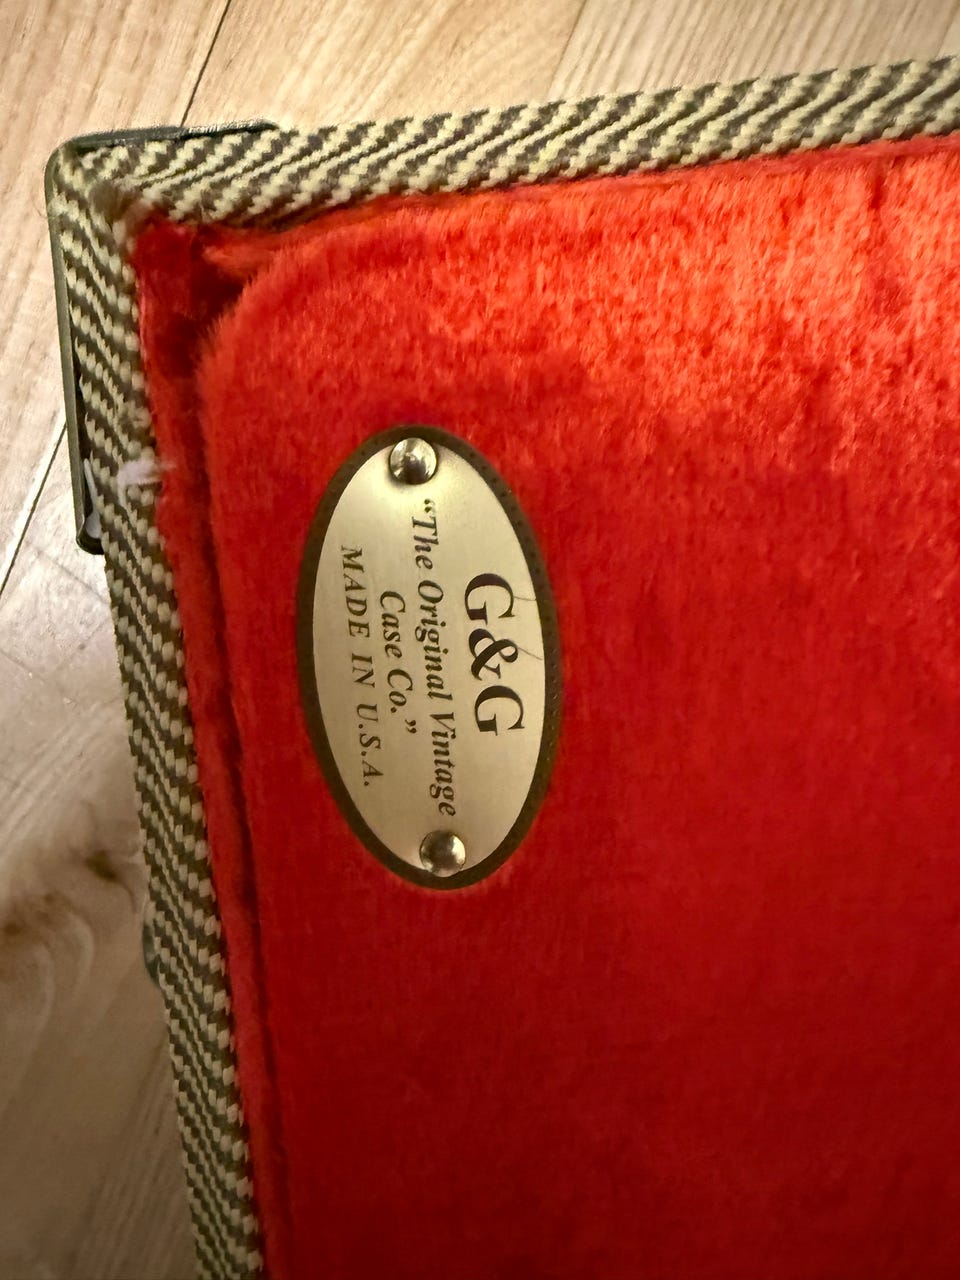 G&G
“The Original Vintage
Case Co.”
MADE IN U.S.A.